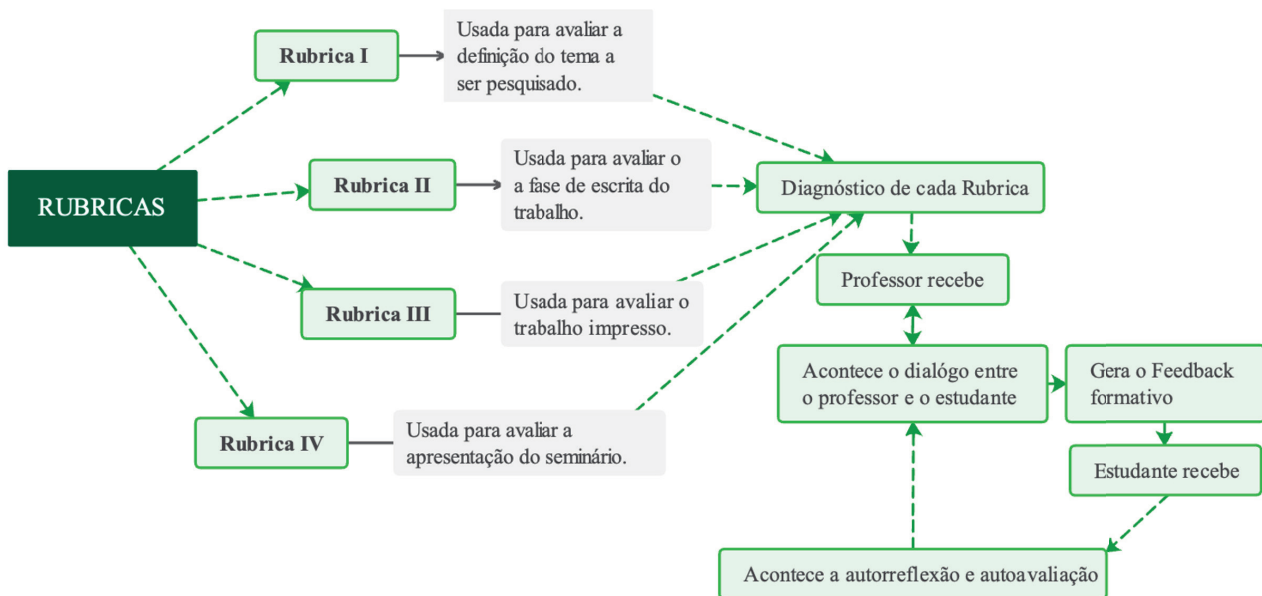 RUBRICAS
Rubrica I
Usada para avaliar a
definição do tema a
ser pesquisado.
Rubrica II
Usada para avaliar o
a fase de escrita do
trabalho.
Rubrica III
Usada para avaliar o
trabalho impresso.
Rubrica IV
Usada para avaliar a
apresentação do seminário.
Diagnóstico de cada Rubrica
Professor recebe
Acontece o dialógo entre
o professor e o estudante
Gera o Feedback
formativo
Estudante recebe
Acontece a autorreflexão e autoavaliação